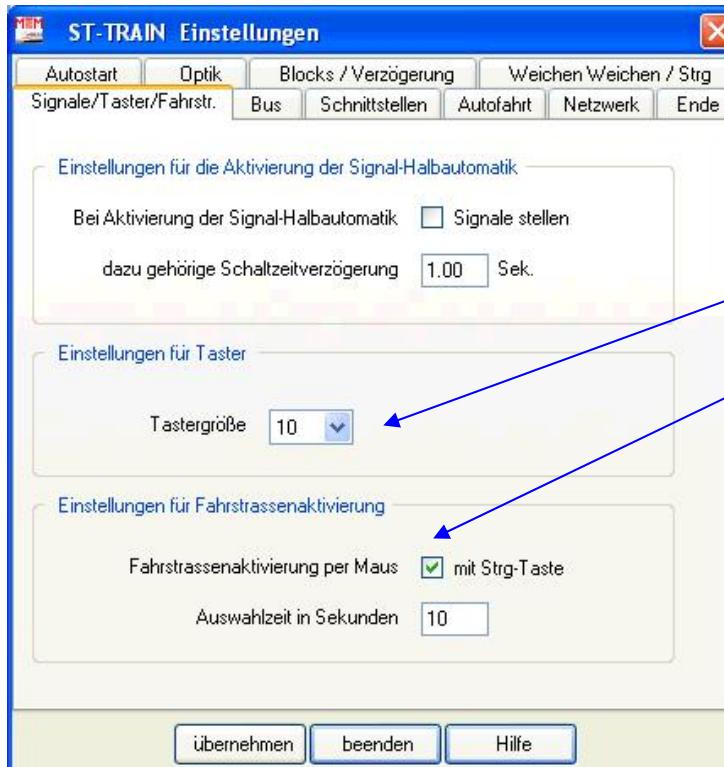 MEM ST-TRAIN Einstellungen
Autostart Optik Blocks / Verzögerung Weichen Weichen / Strg
Signale/Taster/Fahrstr. Bus Schnittstellen Autofahrt Netzwerk Ende
Einstellungen für die Aktivierung der Signal-Halbautomatik
Bei Aktivierung der Signal-Halbautomatik Signale stellen
dazu gehörige Schaltzeitverzögerung 1.00 Sek.
Einstellungen für Taster
Tastergröße 10
Einstellungen für Fahrstrassenaktivierung
Fahrstrassenaktivierung per Maus mit Strg-Taste
Auswahlzeit in Sekunden 10
übernehmen beenden Hilfe